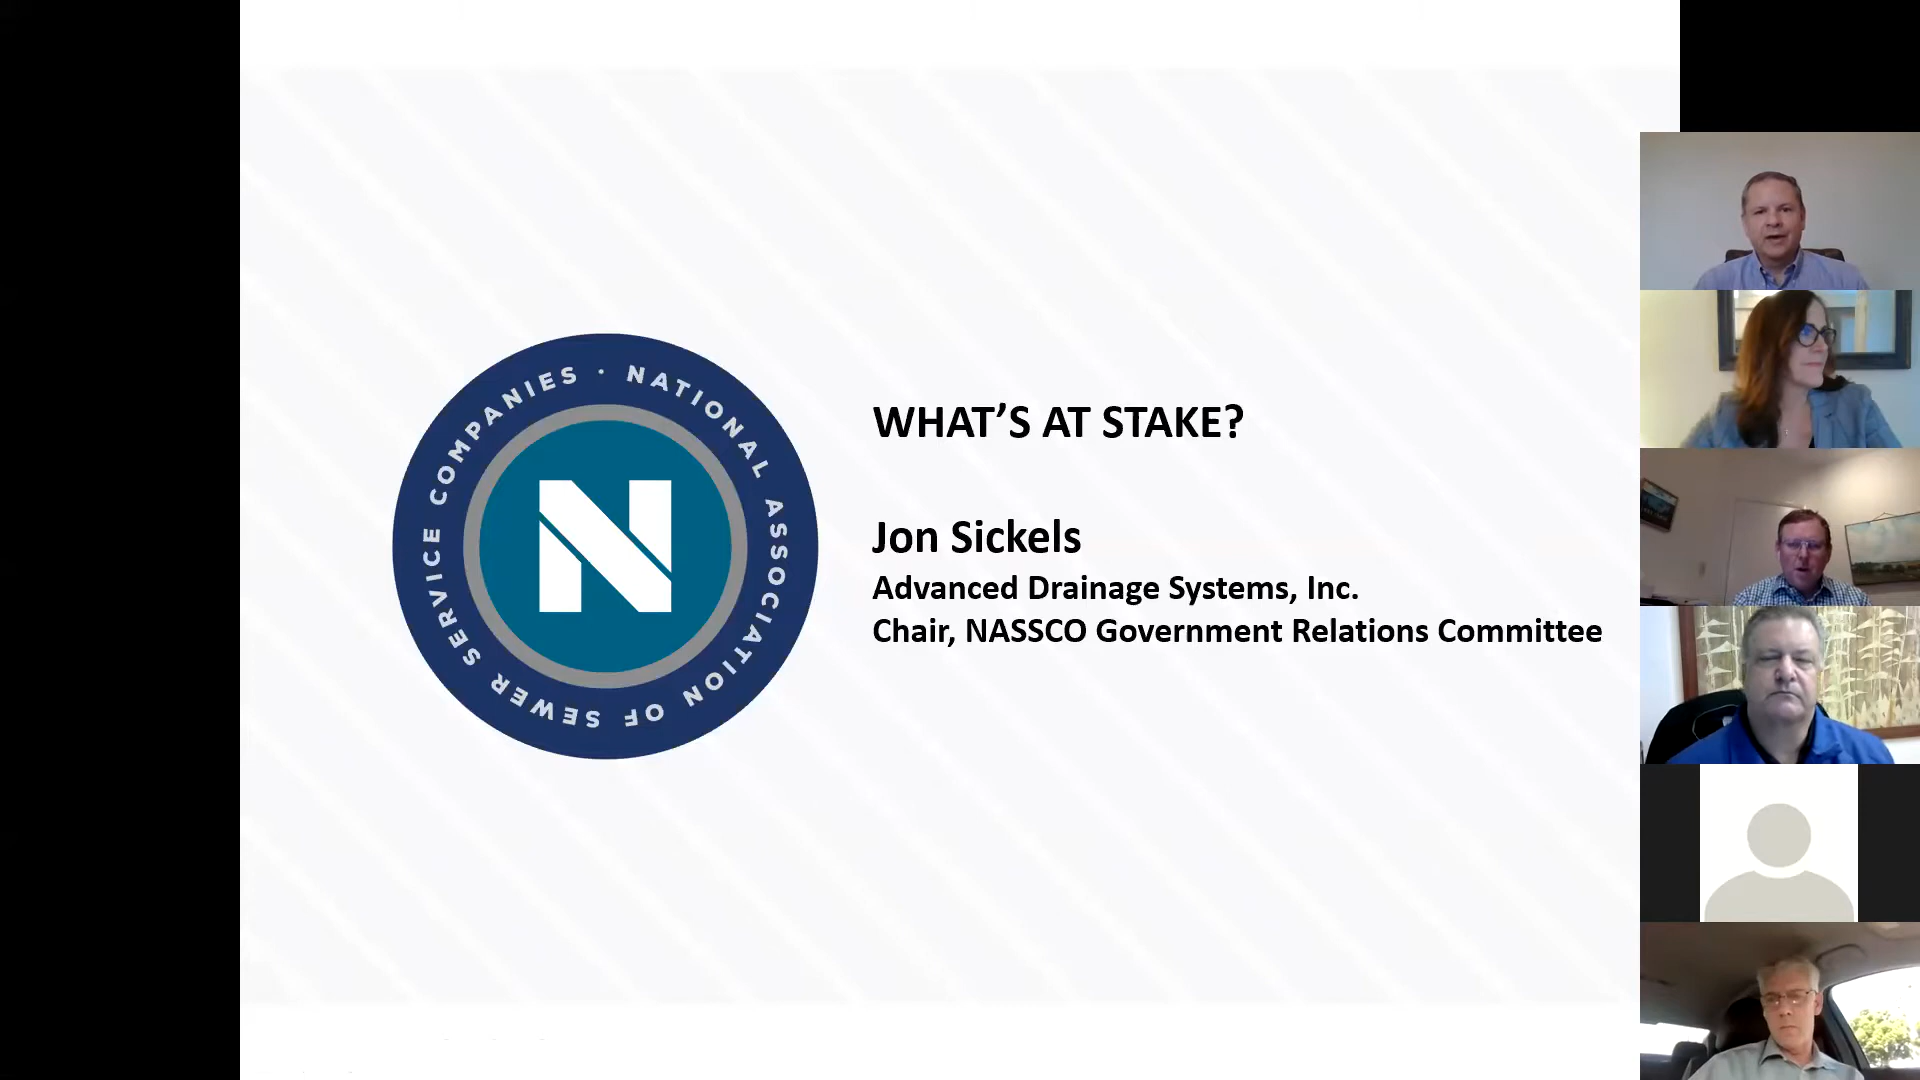 NATIONAL ASSOCIATION OF SEWER SERVICE COMPANIES ·
N
WHAT'S AT STAKE?
Jon Sickels
Advanced Drainage Systems, Inc.
Chair, NASSCO Government Relations Committee